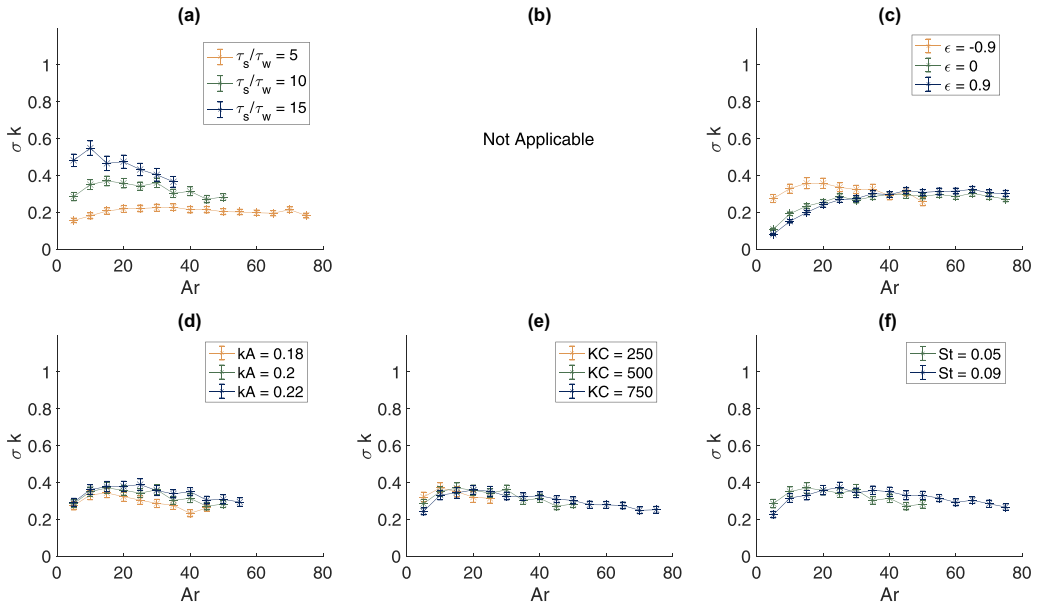 (a)
τs/τw = 5
τs/τw = 10
τs/τw = 15
1
0.8
0.6
0.4
0.2
0
σ k
0 20 40 60 80
Ar
(b)
Not Applicable
(c)
ϵ = -0.9
ϵ = 0
ϵ = 0.9
1
0.8
0.6
0.4
0.2
0
σ k
0 20 40 60 80
Ar
(d)
kA = 0.18
kA = 0.2
kA = 0.22
1
0.8
0.6
0.4
0.2
0
σ k
0 20 40 60 80
Ar
(e)
KC = 250
KC = 500
KC = 750
1
0.8
0.6
0.4
0.2
0
σ k
0 20 40 60 80
Ar
(f)
St = 0.05
St = 0.09
1
0.8
0.6
0.4
0.2
0
σ k
0 20 40 60 80
Ar